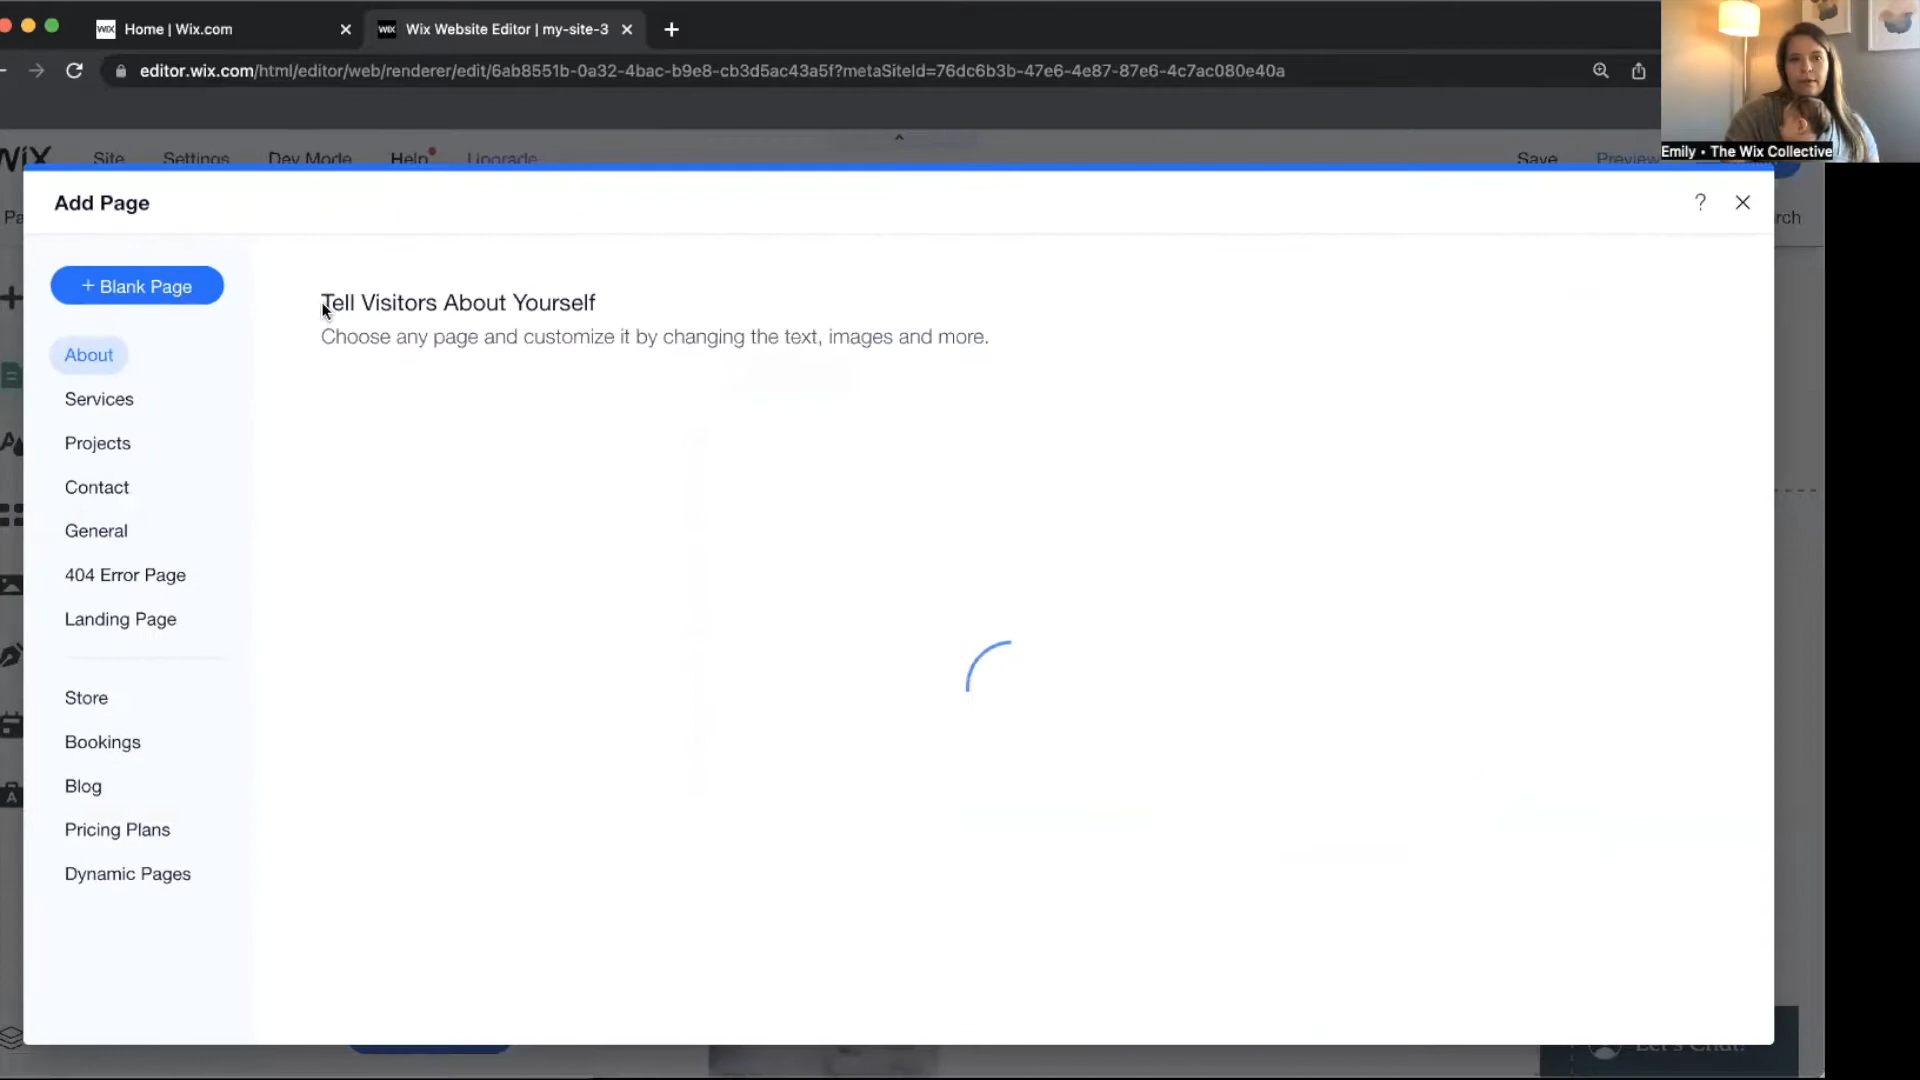 Home | Wix.com
Wix Website Editor | my-site-3
editor.wix.com/html/editor/web/renderer/edit/6ab8551b-0a32-4bac-b9e8-cb3d5ac43a5f?metaSiteId=76dc6b3b-47e6-4e87-87e6-4c7ac080e40a
Emily • The Wix Collective
WiX Site Settings Dev Mode Help Upgrade Save Preview
Add Page
?
+ Blank Page
Tell Visitors About Yourself
Choose any page and customize it by changing the text, images and more.
About
Services
Projects
Contact
General
404 Error Page
Landing Page
Store
Bookings
Blog
Pricing Plans
Dynamic Pages
Let's Chat!